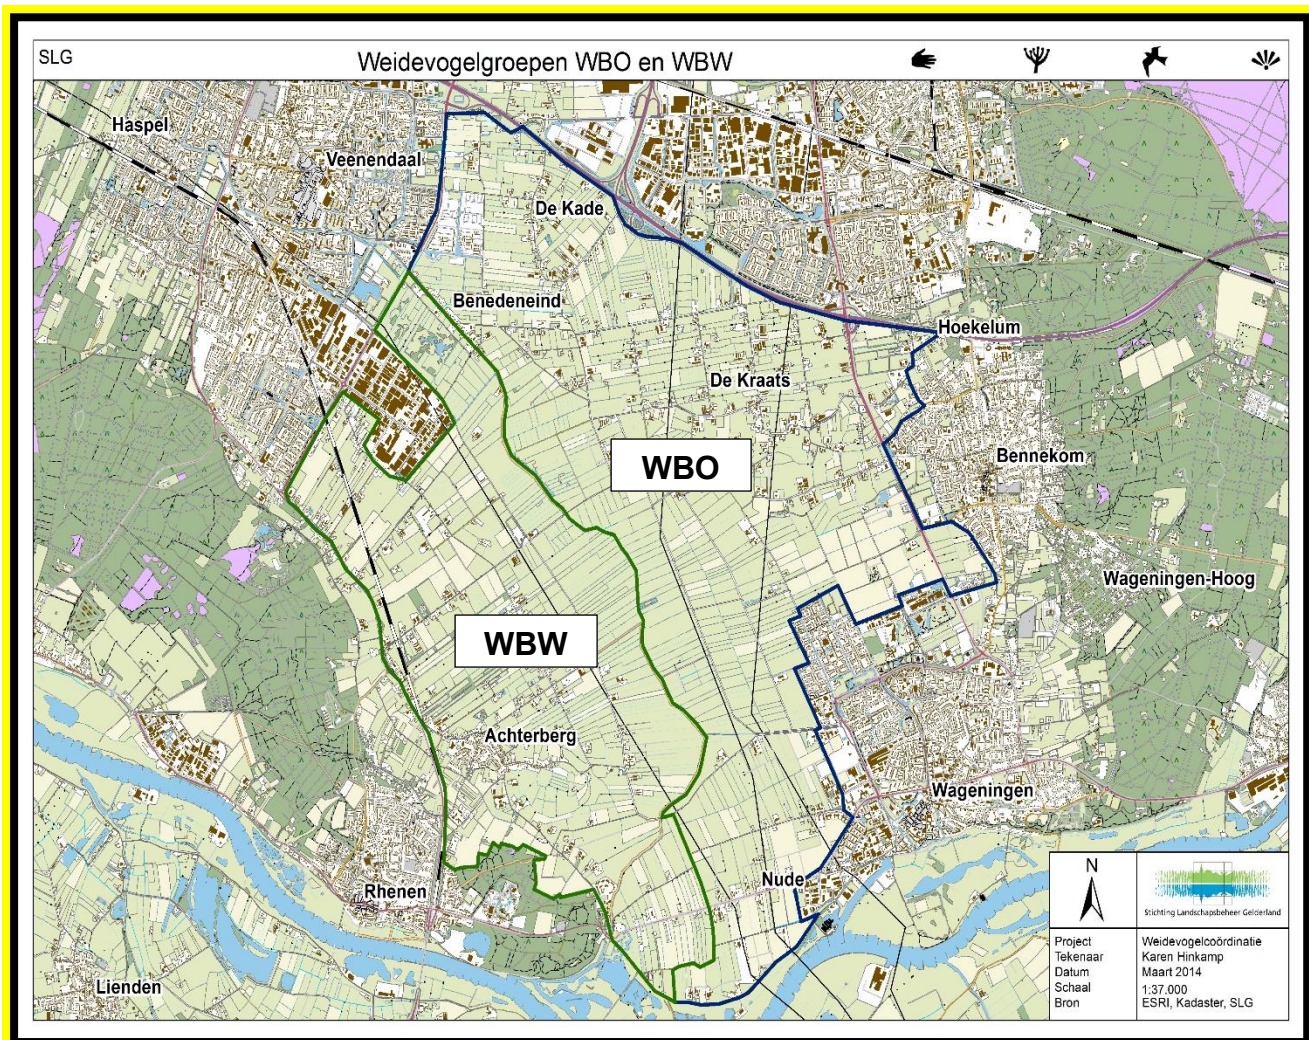 SLG
Weidevogelgroepen WBO en WBW
Haspel
Veenendaal
De Kade
Benedeneind
Hoekelum
De Kraats
WBO
Bennekom
Wageningen-Hoog
WBW
Achterberg
Wageningen
Nude
Rhenen
Lienden
N
Stichting Landschapsbeheer Gelderland
Project Weidevogelcoördinatie
Tekenaar Karen Hinkamp
Datum Maart 2014
Schaal 1:37.000
Bron ESRI, Kadaster, SLG